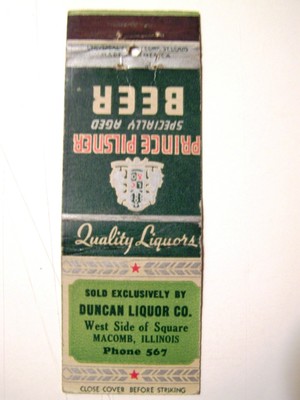 PRINCE PILSNER
SPECIALLY AGED
BEER
Quality Liquors
SOLD EXCLUSIVELY BY
DUNCAN LIQUOR CO.
West Side of Square
MACOMB, ILLINOIS
Phone 567
CLOSE COVER BEFORE STRIKING